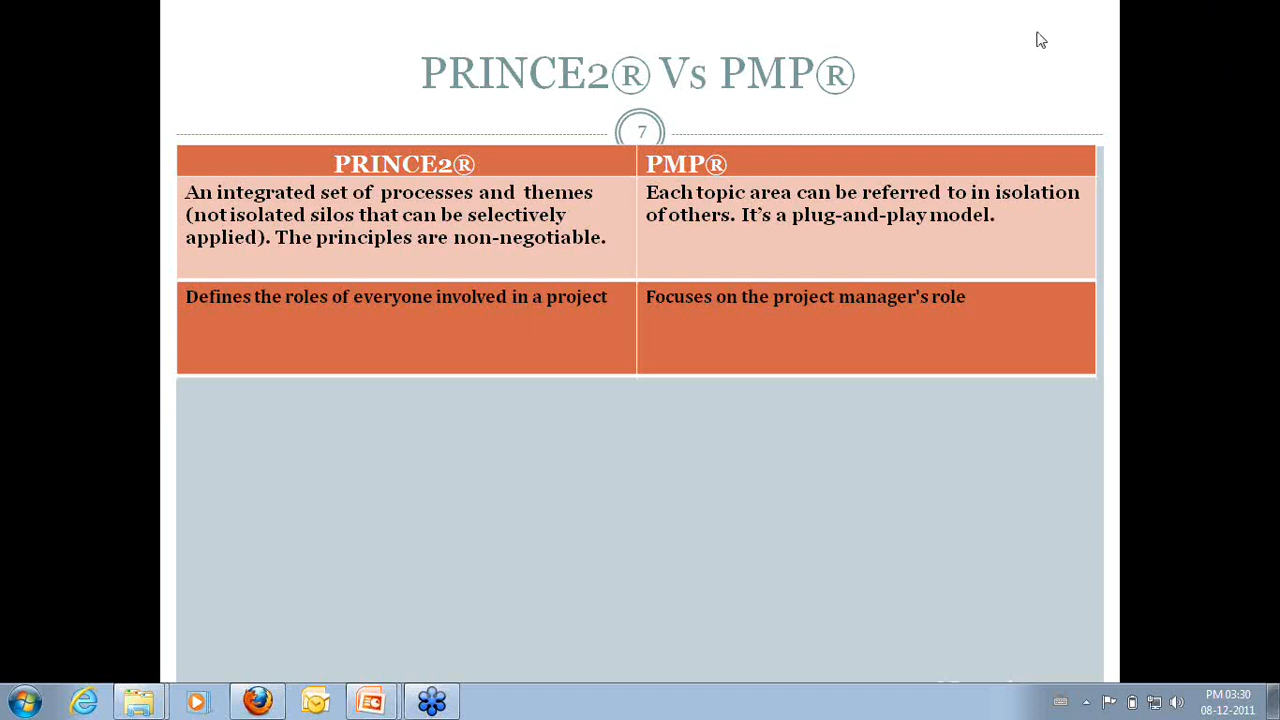 PRINCE2® Vs PMP®
7
PRINCE2®
PMP®
An integrated set of processes and themes
(not isolated silos that can be selectively
applied). The principles are non-negotiable.
Each topic area can be referred to in isolation
of others. It’s a plug-and-play model.
Defines the roles of everyone involved in a project
Focuses on the project manager's role
PM 03:30
08-12-2011